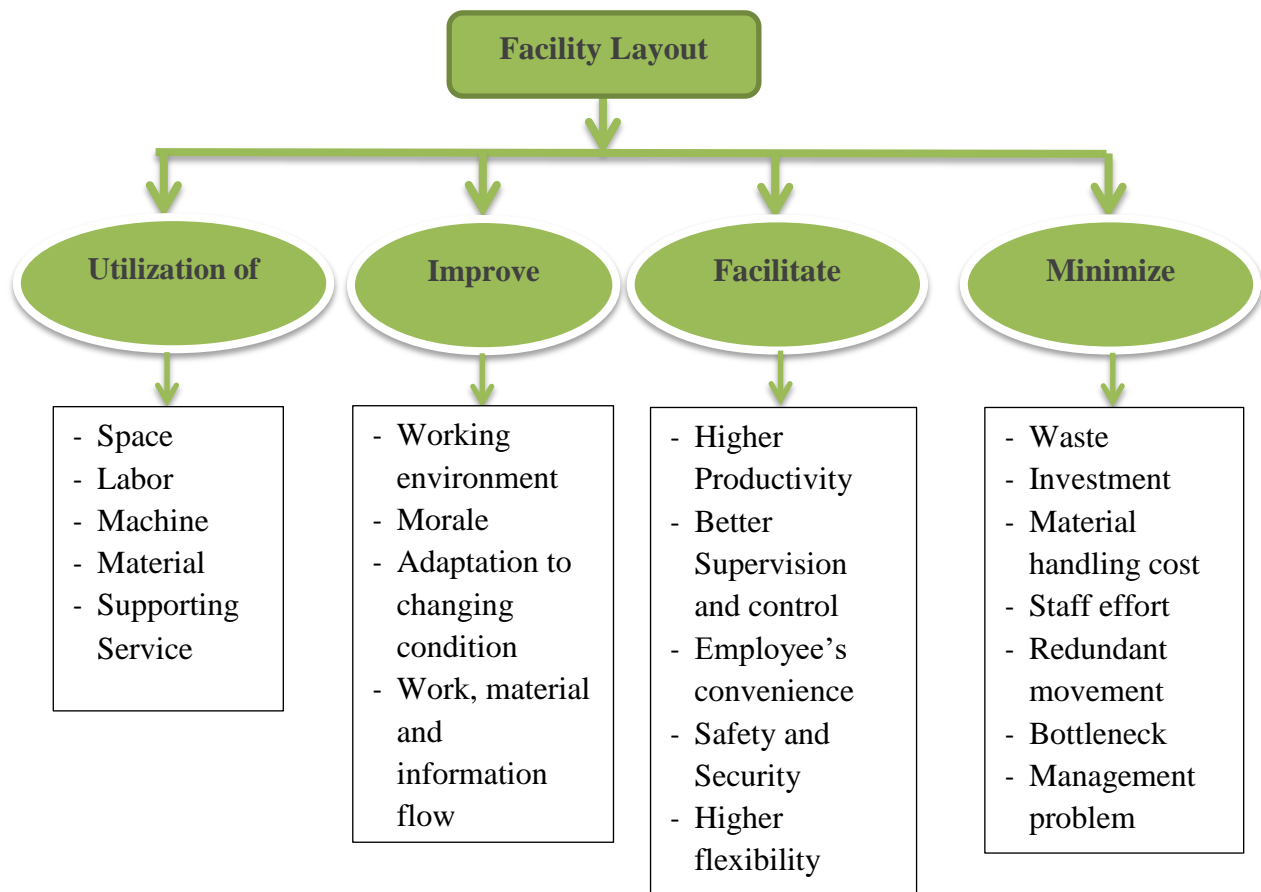 Facility Layout
Utilization of
Improve
Facilitate
Minimize
- Space
- Labor
- Machine
- Material
- Supporting
Service
- Working
environment
- Morale
- Adaptation to
changing
condition
- Work, material
and
information
flow
- Higher
Productivity
- Better
Supervision
and control
- Employee’s
convenience
- Safety and
Security
- Higher
flexibility
- Waste
- Investment
- Material
handling cost
- Staff effort
- Redundant
movement
- Bottleneck
- Management
problem